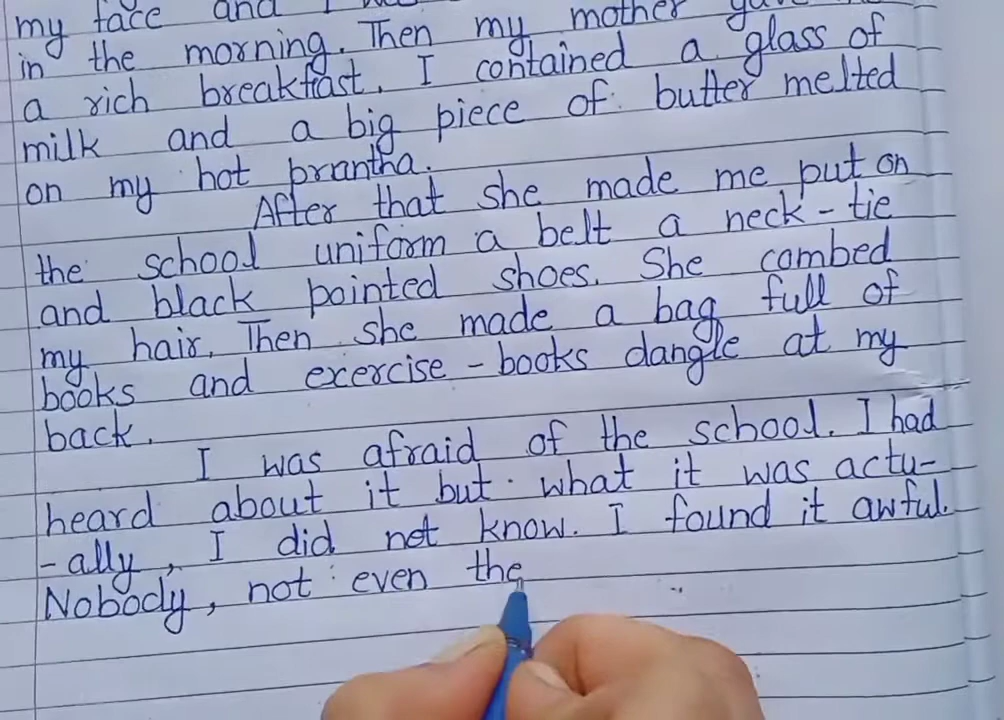 my face and I
in the morning. Then my mother
a rich breakfast. I contained a glass of
milk and a big piece of butter melted
on my hot prantha.
After that she made me put on
the school uniform a belt a neck-tie
and black pointed shoes. She combed
my hair. Then she made a bag full of
books and exercise-books dangle at my
back.
I was afraid of the school. I had
heard about it but what it was actu-
-ally, I did not know. I found it awful.
Nobody, not even the